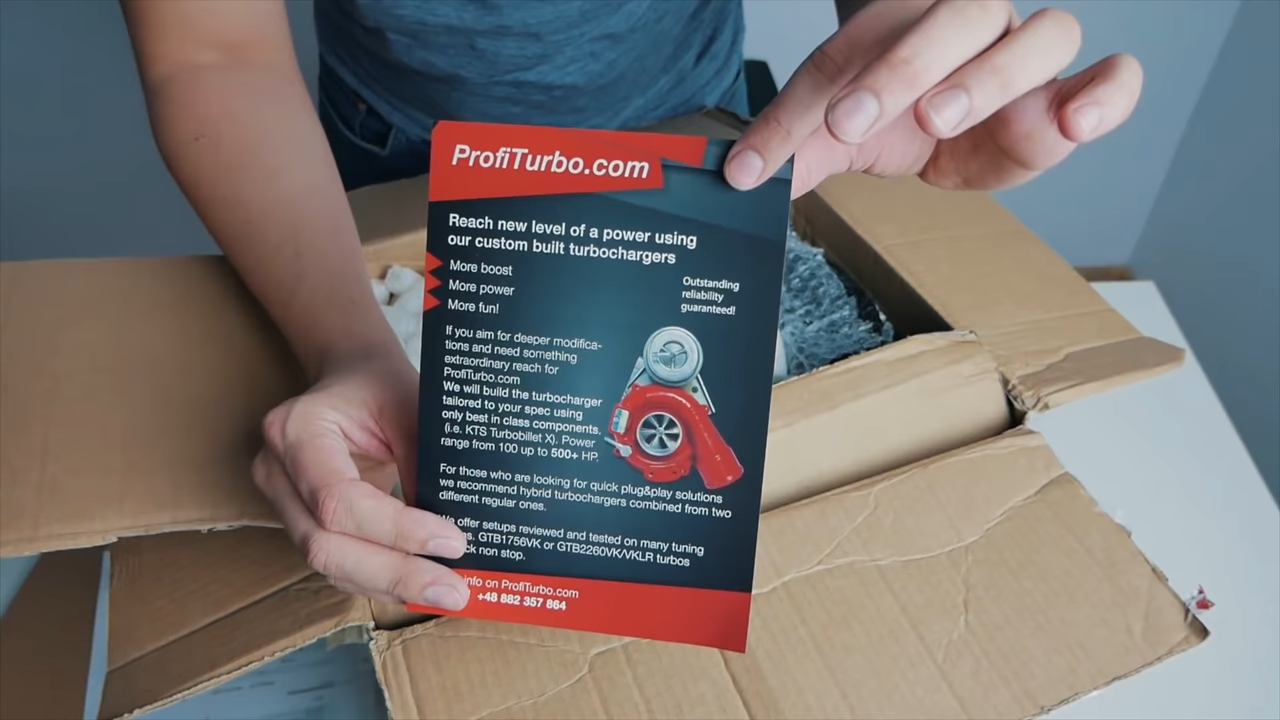 ProfiTurbo.com
Reach new level of a power using
our custom built turbochargers
More boost
More power
More fun!
Outstanding
reliability
guaranteed!
If you aim for deeper modifica-
tions and need something
extraordinary reach for
ProfiTurbo.com
We will build the turbocharger
tailored to your spec using
only best in class components.
(i.e. KTS Turbobillet X). Power
range from 100 up to 500+ HP.
For those who are looking for quick plug&play solutions
we recommend hybrid turbochargers combined from two
different regular ones.
We offer setups reviewed and tested on many tuning
GTB1756VK or GTB2260VK/VKLR turbos
non stop.
info on ProfiTurbo.com
+48 882 357 864